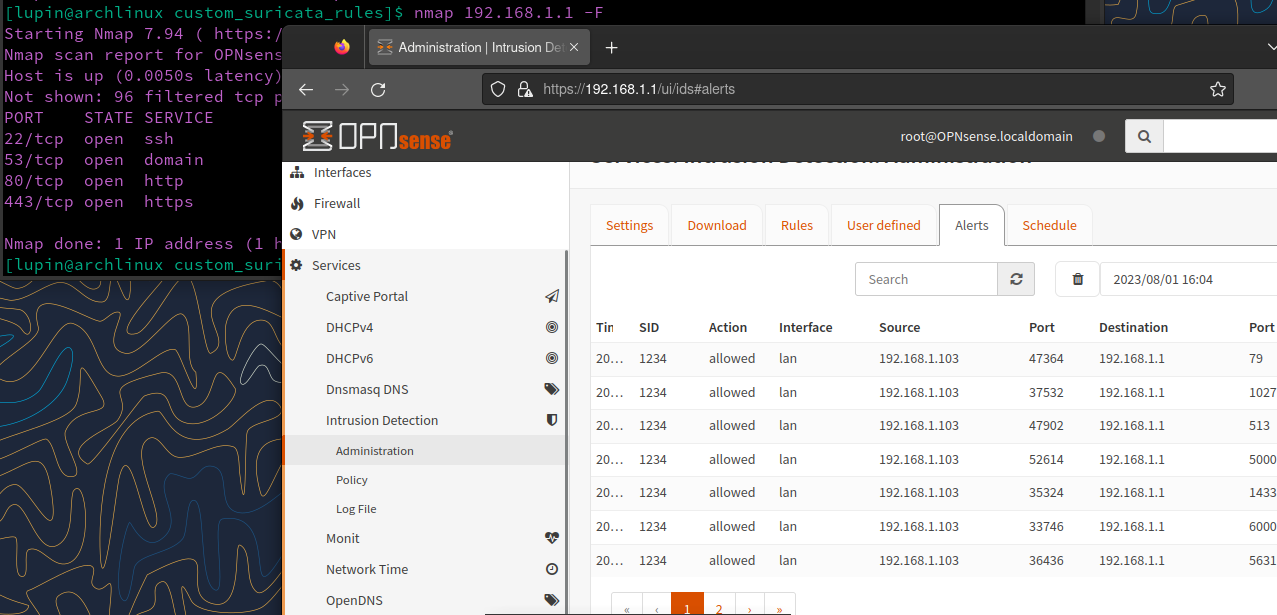 [lupin@archlinux custom_suricata_rules]$ nmap 192.168.1.1 -F
Starting Nmap 7.94 ( https:/
Nmap scan report for OPNsens
Host is up (0.0050s latency)
Not shown: 96 filtered tcp p
PORT STATE SERVICE
22/tcp open ssh
53/tcp open domain
80/tcp open http
443/tcp open https
Nmap done: 1 IP address (1 h
[lupin@archlinux custom_suri
Administration | Intrusion De
https://192.168.1.1/ui/ids#alerts
OPNsense
root@OPNsense.localdomain
Interfaces
Firewall
VPN
Services
Captive Portal
DHCPv4
DHCPv6
Dnsmasq DNS
Intrusion Detection
Administration
Policy
Log File
Monit
Network Time
OpenDNS
Services: Intrusion Detection: Administration
Settings Download Rules User defined Alerts Schedule
Search 2023/08/01 16:04
Tir SID Action Interface Source Port Destination Port
20... 1234 allowed lan 192.168.1.103 47364 192.168.1.1 79
20... 1234 allowed lan 192.168.1.103 37532 192.168.1.1 1027
20... 1234 allowed lan 192.168.1.103 47902 192.168.1.1 513
20... 1234 allowed lan 192.168.1.103 52614 192.168.1.1 5000
20... 1234 allowed lan 192.168.1.103 35324 192.168.1.1 1433
20... 1234 allowed lan 192.168.1.103 33746 192.168.1.1 6000
20... 1234 allowed lan 192.168.1.103 36436 192.168.1.1 5631
« ‹ 1 2 › »